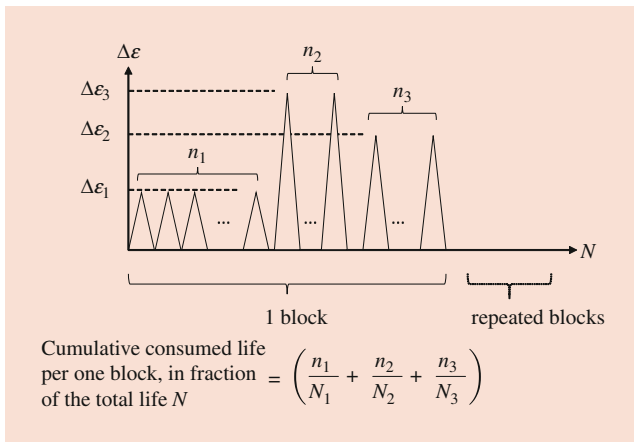 Δε
n₂
Δε₃
n₃
Δε₂
n₁
Δε₁
... ... ...
N
1 block
repeated blocks
Cumulative consumed life
per one block, in fraction
of the total life N
= (n₁/N₁ + n₂/N₂ + n₃/N₃)